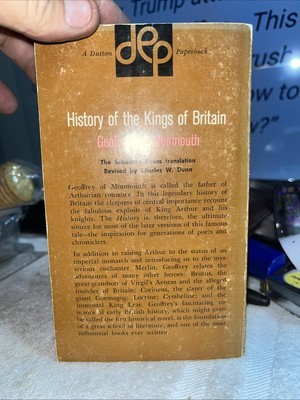 Trump attem
This
dep
A Dutton
Paperback
rush
ow to
?"
History of the Kings of Britain
Geoffrey of Monmouth
The Sebastian Evans translation
Revised by Charles W. Dunn
Geoffrey of Monmouth is called the father of
Arthurian romance. In this legendary history of
Britain the chapters of central importance recount
the fabulous exploits of King Arthur and his
knights. The History is, therefore, the ultimate
source for most of the later versions of this famous
tale—the inspiration for generations of poets and
chroniclers.
In addition to raising Arthur to the status of an
imperial monarch and introducing us to the mys-
terious enchanter Merlin, Geoffrey relates the
adventures of many other heroes: Brutus, the
great grandson of Virgil's Aeneas and the alleged
founder of Britain; Corineus, the slayer of the
giant Goemagog; Locrine; Cymbeline; and the
immortal King Lear. Geoffrey's fascinating ro-
mance of early British history, which might even
be called the first historical novel, is the foundation
of a great school of literature, and one of the most
influential books ever written